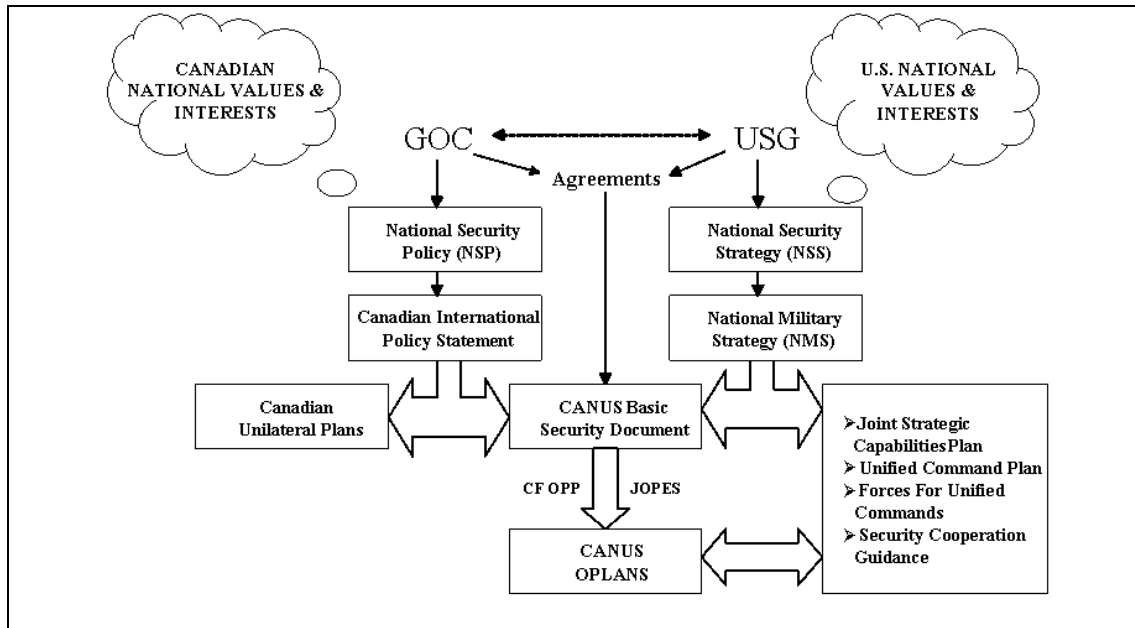 CANADIAN
NATIONAL VALUES &
INTERESTS
U.S. NATIONAL
VALUES &
INTERESTS
GOC
USG
Agreements
National Security
Policy (NSP)
National Security
Strategy (NSS)
Canadian International
Policy Statement
National Military
Strategy (NMS)
Canadian
Unilateral Plans
CANUS Basic
Security Document
➢Joint Strategic
Capabilities Plan
➢Unified Command Plan
➢Forces For Unified
Commands
➢Security Cooperation
Guidance
CF OPP
JOPES
CANUS
OPLANS